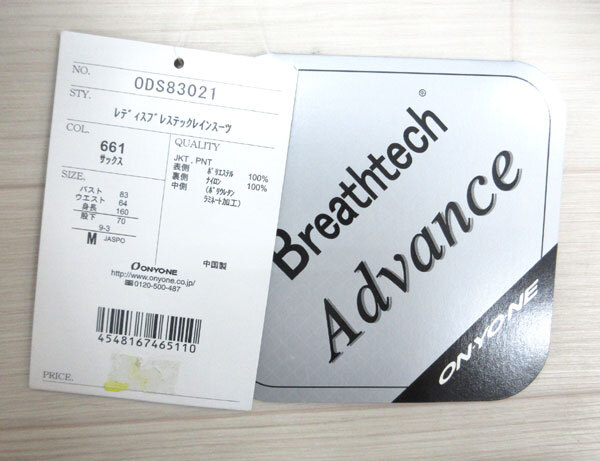 NO. ODS83021
STY.
ﾚﾃﾞｨｽﾌﾞﾚｽﾃｯｸﾚｲﾝｽｰﾂ
COL.
661
サックス
QUALITY
JKT．PNT
表側 ﾎﾟﾘｴｽﾃﾙ 100%
裏側 ﾅｲﾛﾝ 100%
中側 (ﾎﾟﾘｳﾚﾀﾝ
ﾗﾐﾈｰﾄ加工)
SIZE.
バスト 83
ウエスト 64
身長 160
股下 70
9-3
M JASPO
ONYONE
中国製
http://www.onyone.co.jp/
0120-500-487
4548167465110
PRICE.
Breathtech®
Advance
ONYONE